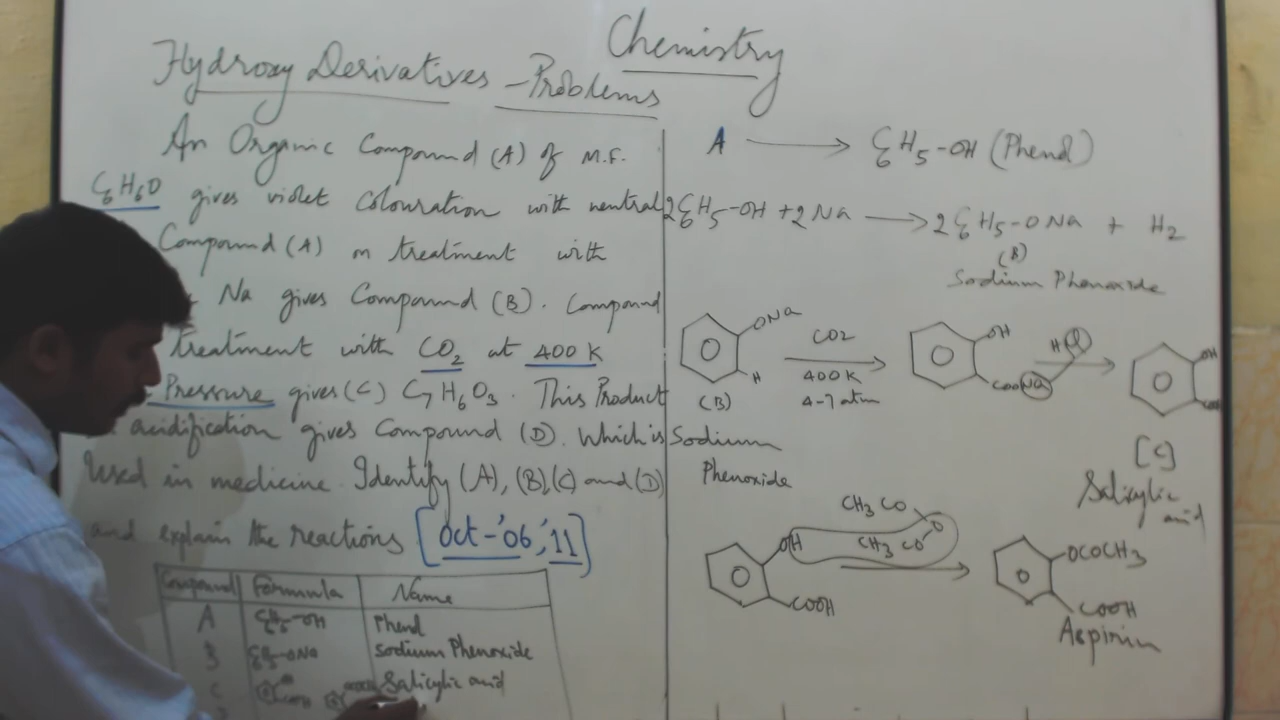 Chemistry
Hydroxy Derivatives - Problems
An Organic Compound (A) of M.F.
C6H6O gives violet Colouration with neutral
Compound (A) on treatment with
Na gives Compound (B). Compound
treatment with CO2 at 400 K
Pressure gives (C) C7H6O3. This Product
acidification gives Compound (D). Which is
Used in medicine. Identify (A), (B), (C) and (D)
and explain the reactions [Oct-'06,'11]
Compound Formula Name
A C6H5-OH Phenol
B C6H5-ONa Sodium Phenoxide
C OH COOH Salicylic acid
A → C6H5-OH (Phenol)
2C6H5-OH + 2Na → 2C6H5-ONa + H2
(B)
Sodium Phenoxide
ONa CO2 OH HCl OH
H 400K COONa
(B) 4-7 atm
Sodium [C]
Phenoxide Salicylic
acid
CH3CO
OH CH3CO O OCOCH3
COOH COOH
Aspirin